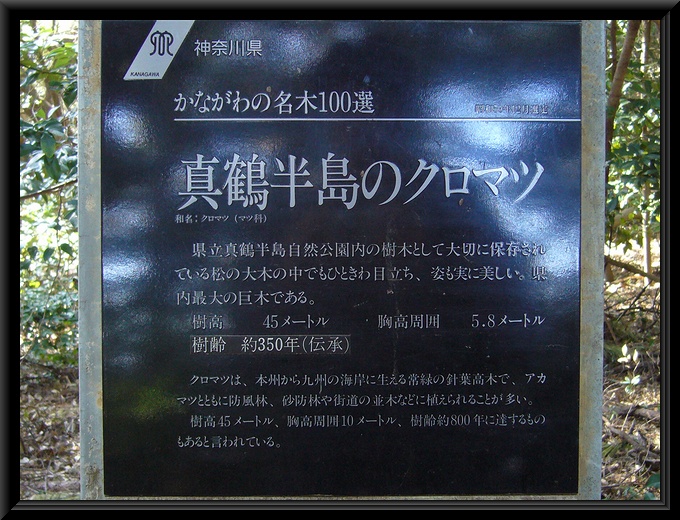 神奈川県
KANAGAWA
かながわの名木100選
真鶴半島のクロマツ
和名：クロマツ（マツ科）
県立真鶴半島自然公園内の樹木として大切に保存され
ている松の大木の中でもひときわ目立ち、姿も実に美しい。県
内最大の巨木である。
樹高 45メートル 胸高周囲 5.8メートル
樹齢 約350年(伝承)
クロマツは、本州から九州の海岸に生える常緑の針葉高木で、アカ
マツとともに防風林、砂防林や街道の並木などに植えられることが多い。
樹高45メートル、胸高周囲10メートル、樹齢約800年に達するもの
もあると言われている。